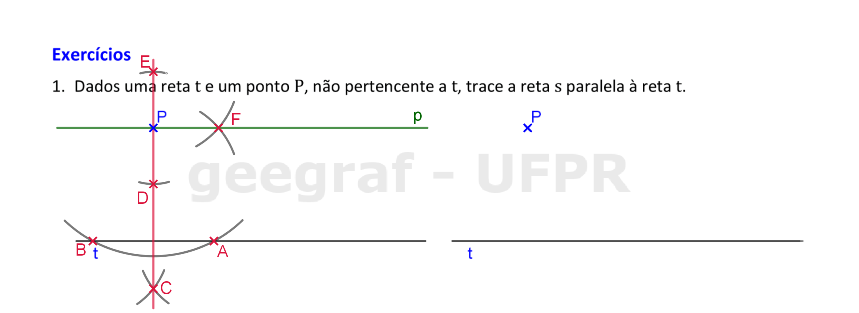 Exercícios
E
1. Dados uma reta t e um ponto P, não pertencente a t, trace a reta s paralela à reta t.
P F p P
geegraf - UFPR
D
B t A t
C